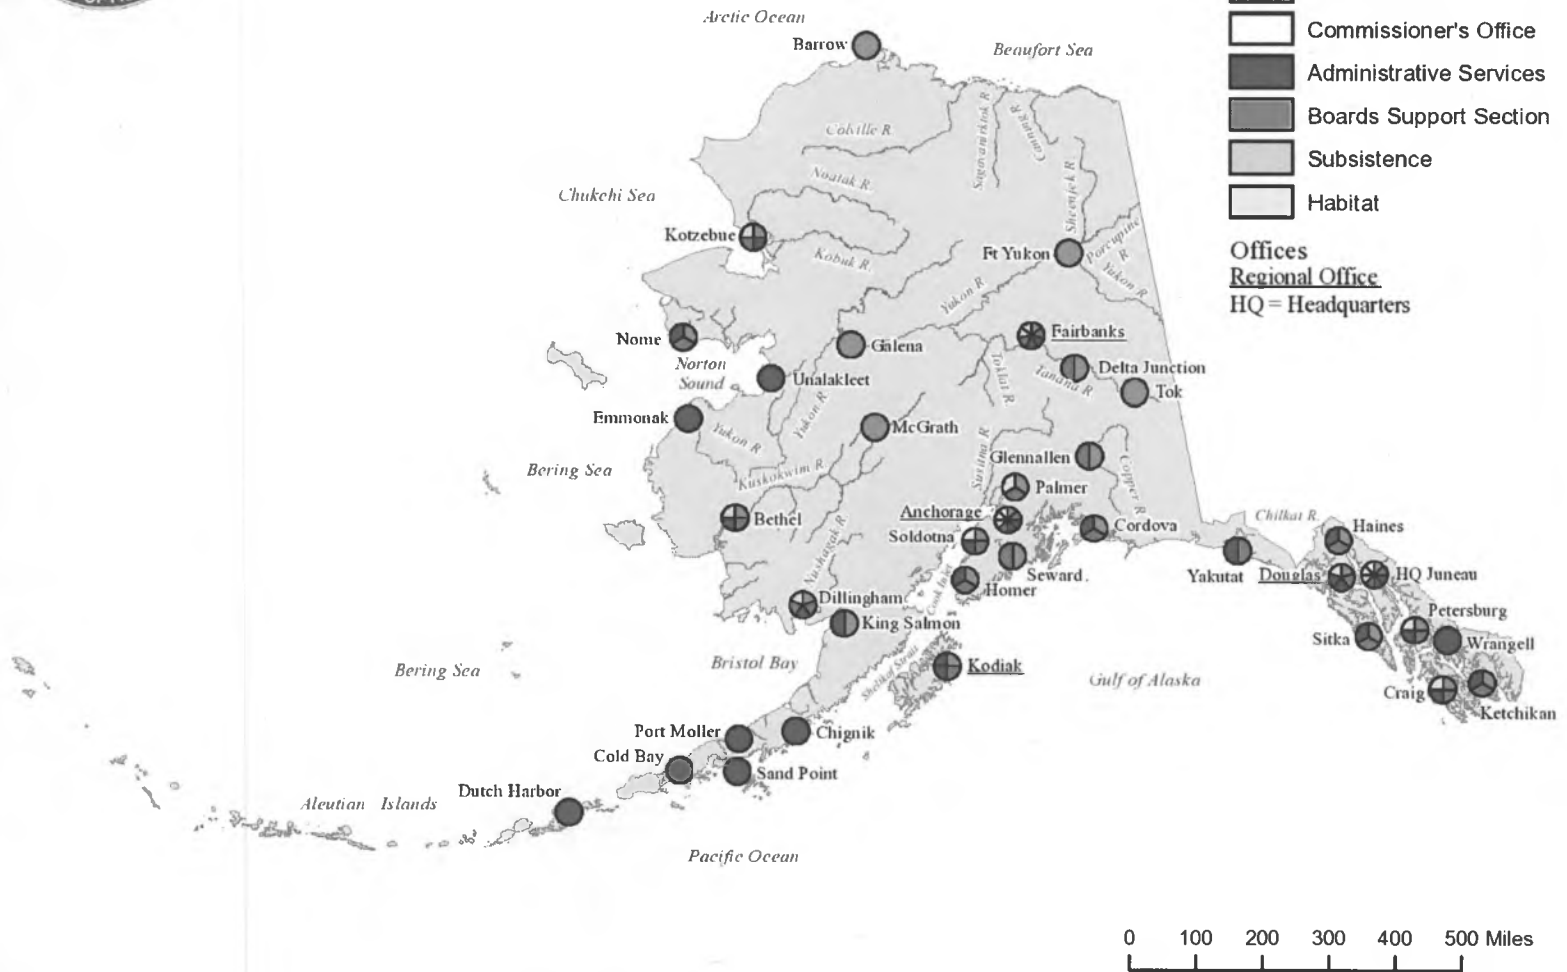 Arctic Ocean
Barrow
Beaufort Sea
Commissioner's Office
Administrative Services
Boards Support Section
Subsistence
Habitat
Offices
Regional Office
HQ = Headquarters
Colville R.
Sagavanirktok R.
Canning R.
Sheenjek R.
Noatak R.
Chukchi Sea
Kotzebue
Kobuk R.
Ft Yukon
Porcupine
R
Yukon R
Yukon R
Nome
Norton
Sound
Galena
Fairbanks
Unalakleet
Toklat R.
Delta Junction
Tanana R
Tok
Emmonak
Yukon R
Yukon R
McGrath
Bering Sea
Kuskokwim R
Susitna R
Glennallen
Copper R
Palmer
Bethel
Anchorage
Cordova
Chilkat R.
Haines
Soldotna
Nushagak R
Seward
Yakutat
Douglas
HQ Juneau
Homer
Cook Inlet
Dillingham
King Salmon
Petersburg
Sitka
Wrangell
Bering Sea
Bristol Bay
Shelikof Strait
Kodiak
Gulf of Alaska
Craig
Ketchikan
Port Moller
Chignik
Cold Bay
Sand Point
Dutch Harbor
Aleutian Islands
Pacific Ocean
0 100 200 300 400 500 Miles